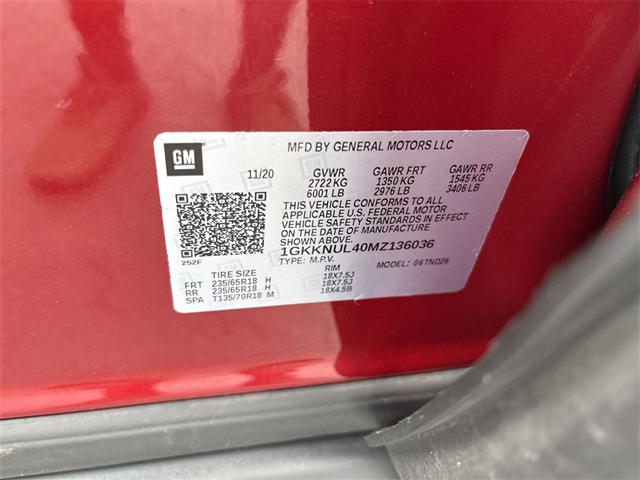 GM
MFD BY GENERAL MOTORS LLC
11/20 GVWR GAWR FRT GAWR RR
2722 KG 1350 KG 1545 KG
6001 LB 2976 LB 3406 LB
THIS VEHICLE CONFORMS TO ALL
APPLICABLE U.S. FEDERAL MOTOR
VEHICLE SAFETY STANDARDS IN EFFECT
ON THE DATE OF MANUFACTURE SHOWN ABOVE.
1GKKNUL40MZ136036
252F TYPE: M.P.V. 06TND26
TIRE SIZE RIM
FRT 235/65R18 H 18X7.5J
RR 235/65R18 H 18X7.5J
SPA T135/70R18 M 18X4.5B